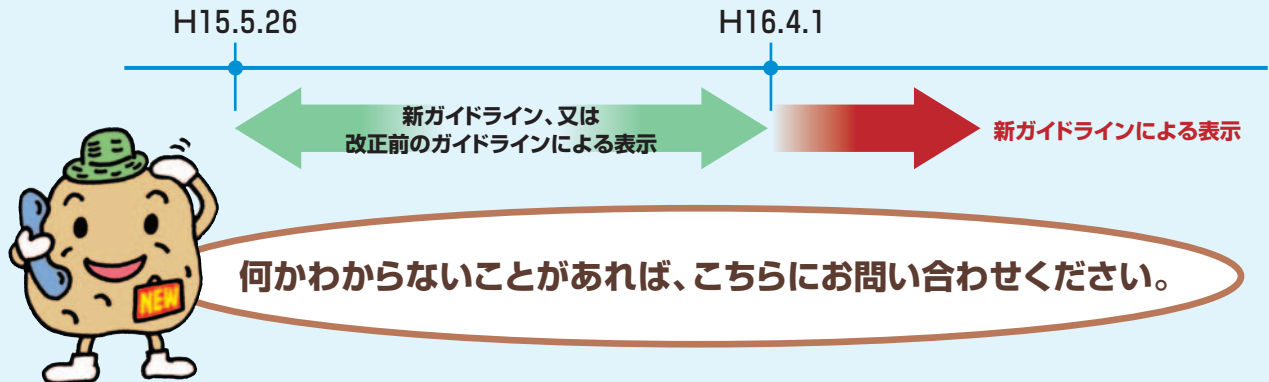 H15.5.26
H16.4.1
新ガイドライン、又は
改正前のガイドラインによる表示
新ガイドラインによる表示
何かわからないことがあれば、こちらにお問い合わせください。
NEW